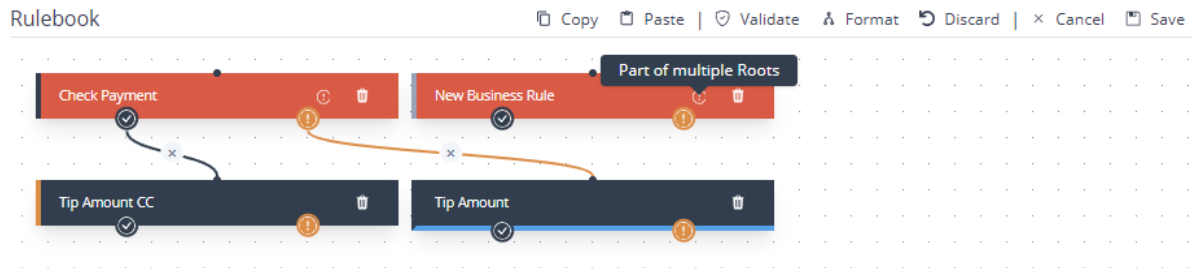 Rulebook
Copy Paste | Validate Format Discard | × Cancel Save
Part of multiple Roots
Check Payment
New Business Rule
Tip Amount CC
Tip Amount